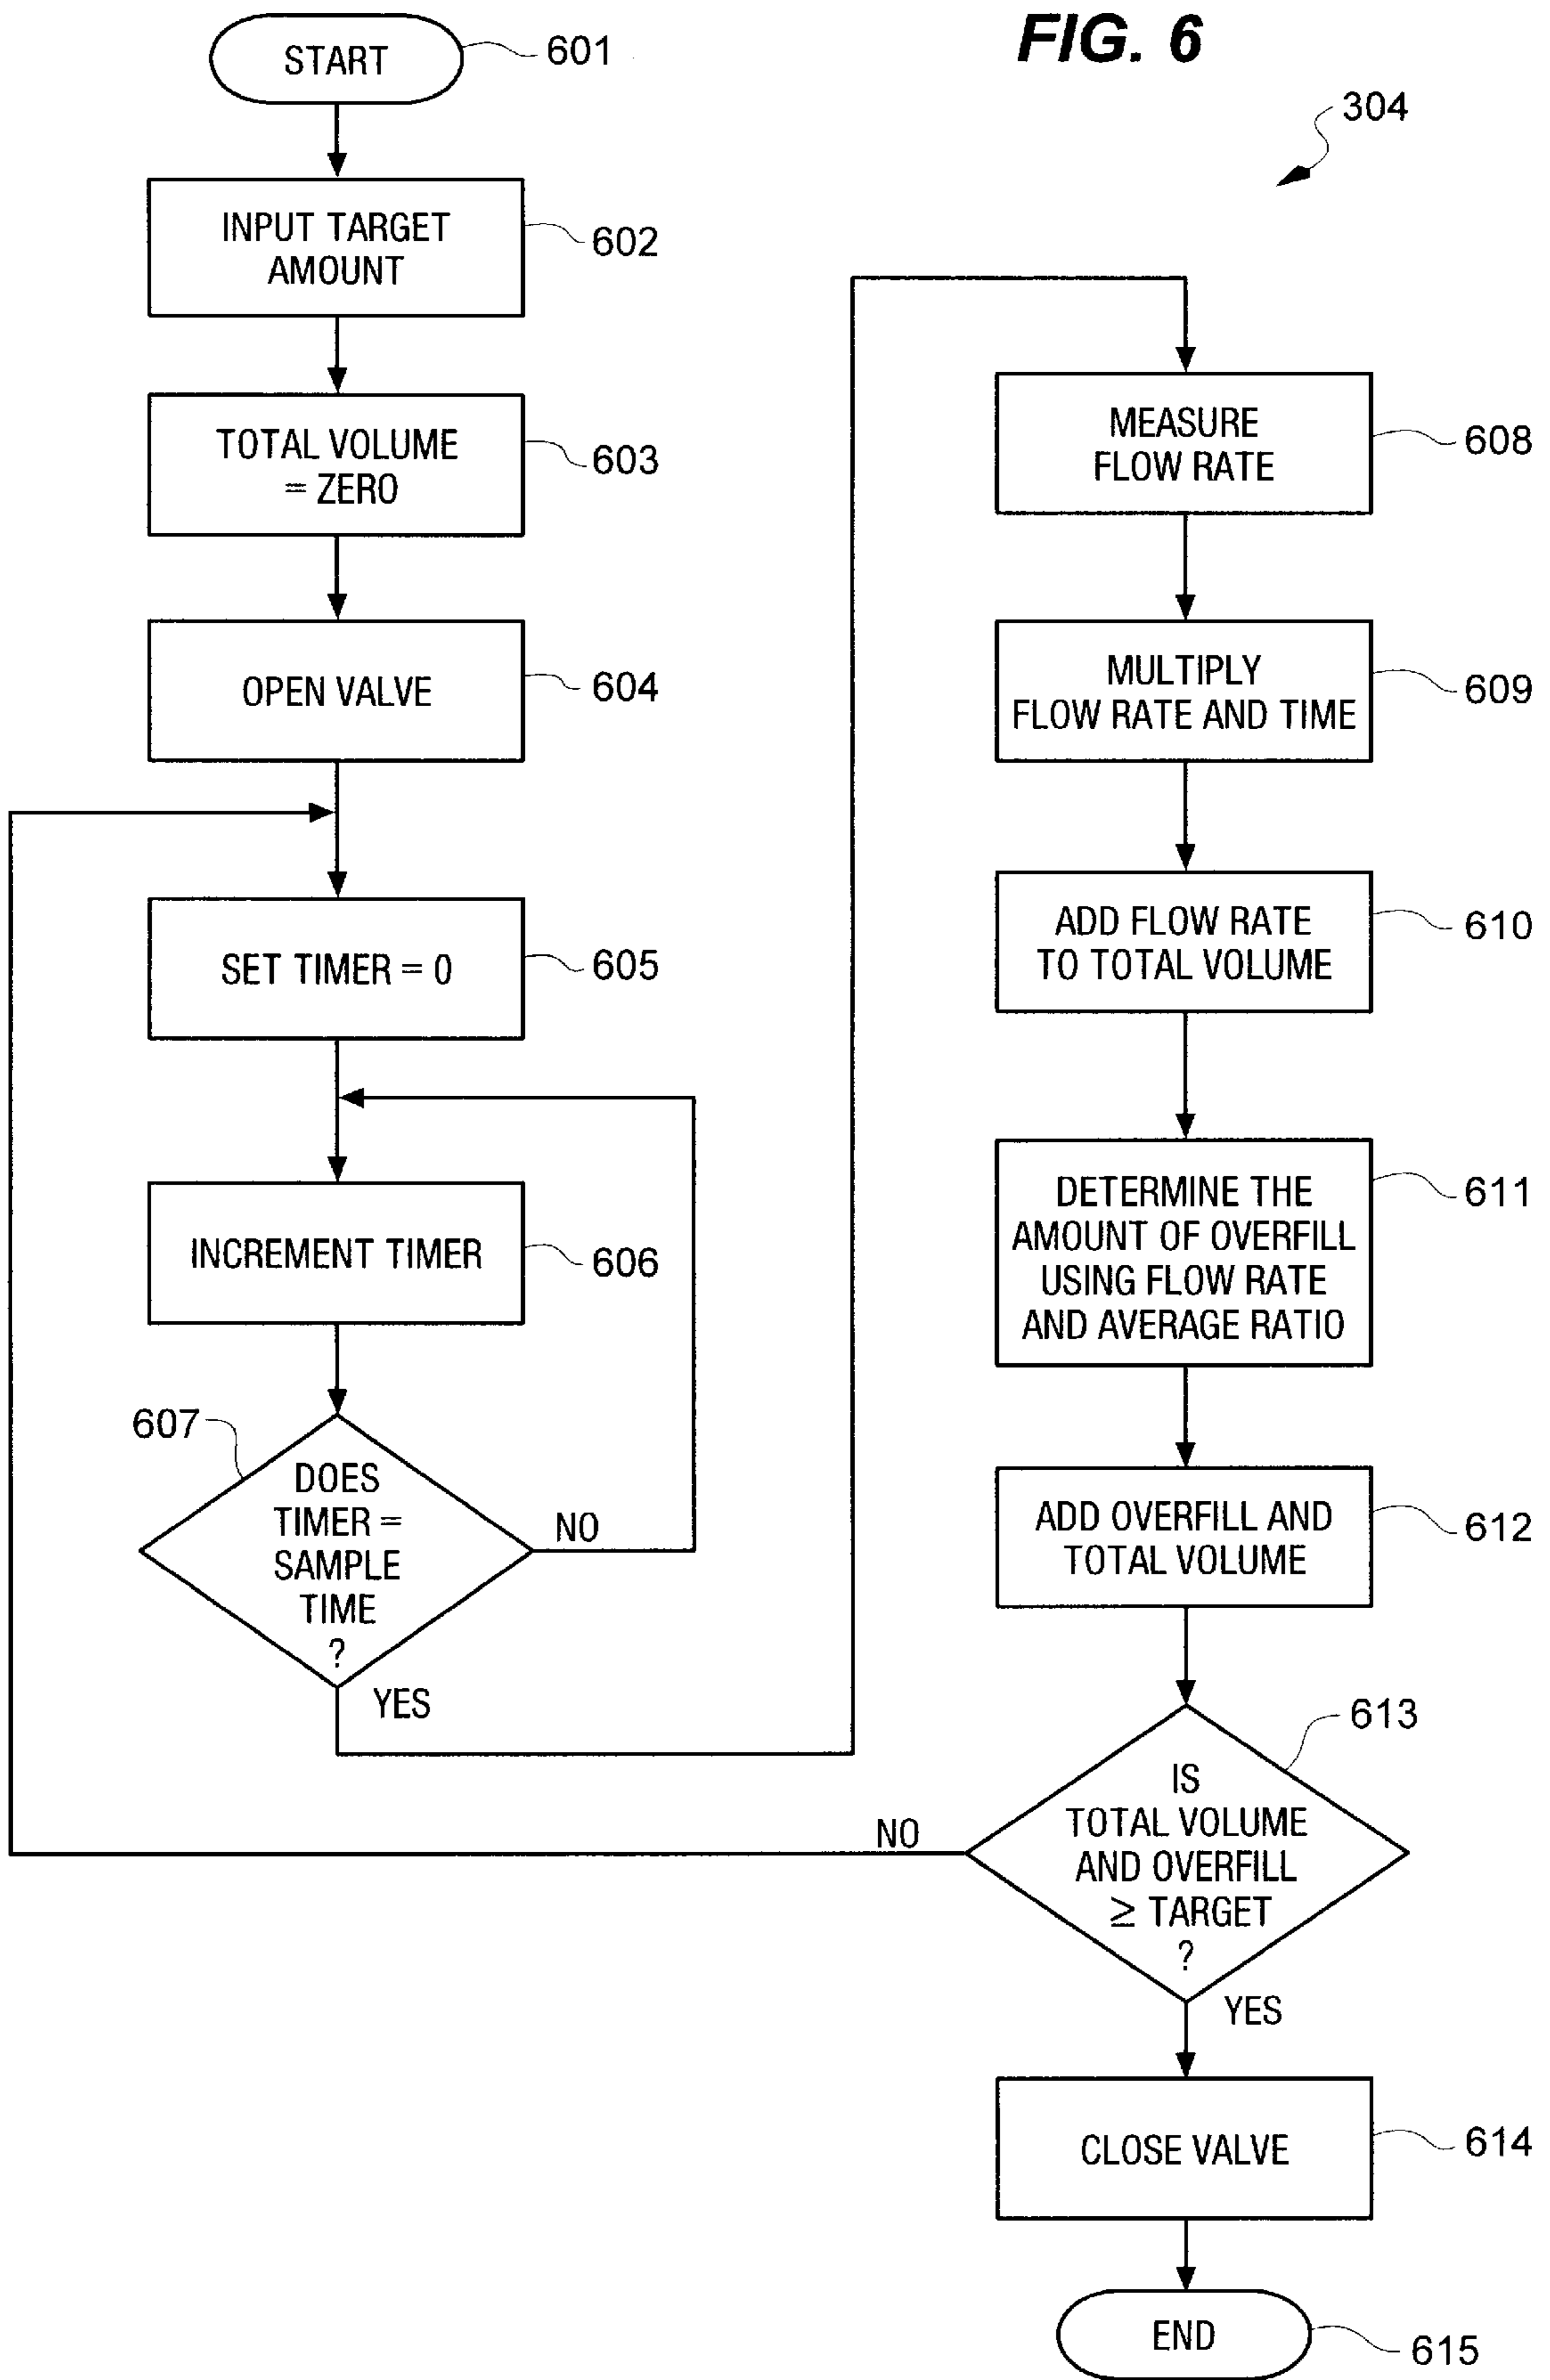 FIG. 6
304
START
601
INPUT TARGET
AMOUNT
602
TOTAL VOLUME
= ZERO
603
OPEN VALVE
604
SET TIMER = 0
605
INCREMENT TIMER
606
607
DOES
TIMER =
SAMPLE
TIME
?
NO
YES
MEASURE
FLOW RATE
608
MULTIPLY
FLOW RATE AND TIME
609
ADD FLOW RATE
TO TOTAL VOLUME
610
DETERMINE THE
AMOUNT OF OVERFILL
USING FLOW RATE
AND AVERAGE RATIO
611
ADD OVERFILL AND
TOTAL VOLUME
612
613
IS
TOTAL VOLUME
AND OVERFILL
≥ TARGET
?
NO
YES
CLOSE VALVE
614
END
615